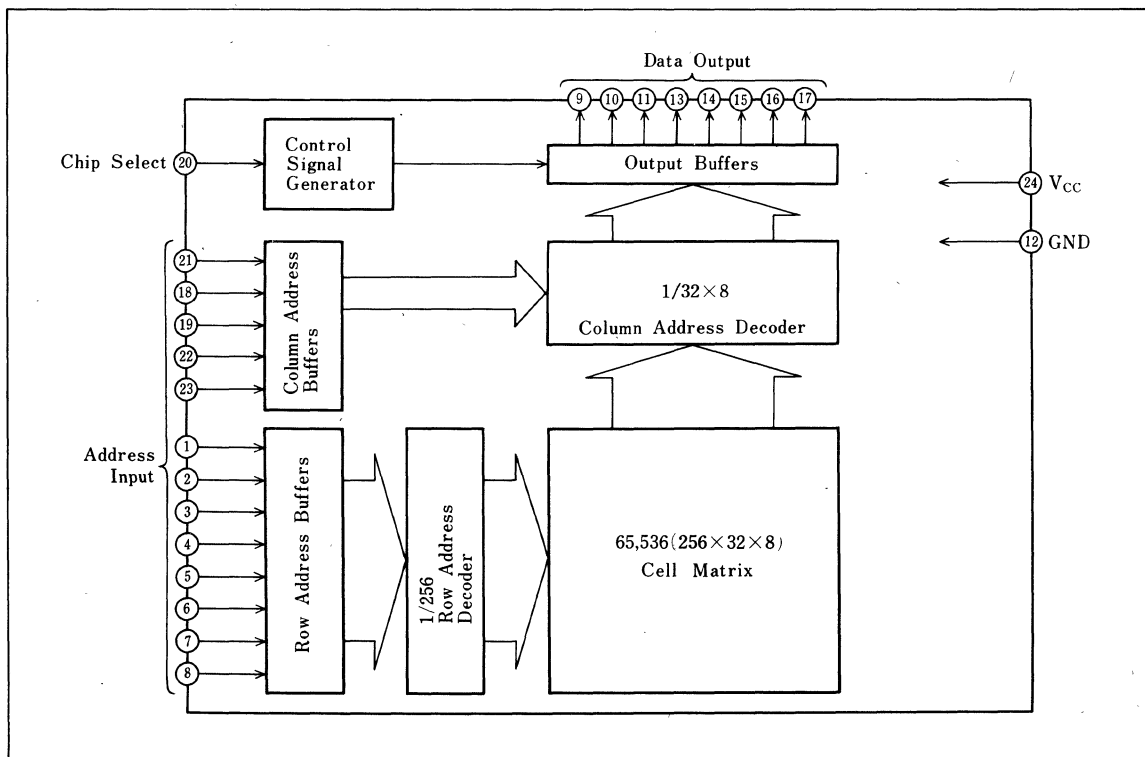 Data Output
9 10 11 13 14 15 16 17
Chip Select 20
Control
Signal
Generator
Output Buffers
24 VCC
12 GND
Address
Input
21
18
19
22
23
Column Address
Buffers
1/32×8
Column Address Decoder
1
2
3
4
5
6
7
8
Row Address Buffers
1/256
Row Address
Decoder
65,536(256×32×8)
Cell Matrix